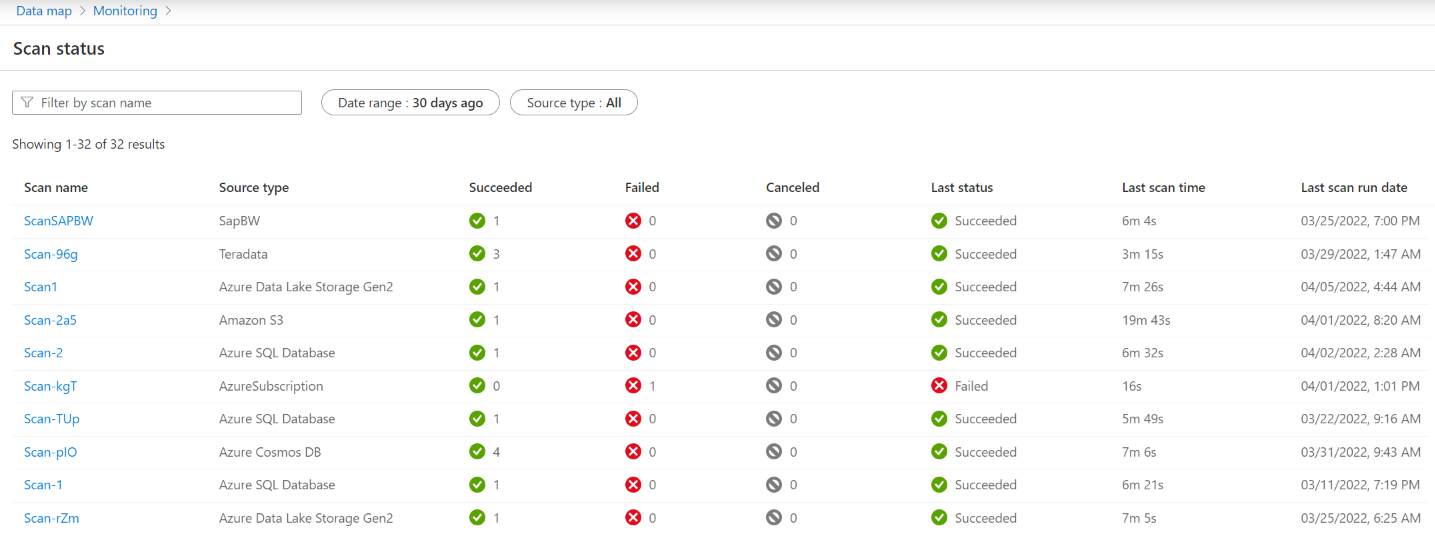 Data map > Monitoring >
Scan status
Filter by scan name Date range : 30 days ago Source type : All
Showing 1-32 of 32 results
Scan name Source type Succeeded Failed Canceled Last status Last scan time Last scan run date
ScanSAPBW SapBW 1 0 0 Succeeded 6m 4s 03/25/2022, 7:00 PM
Scan-96g Teradata 3 0 0 Succeeded 3m 15s 03/29/2022, 1:47 AM
Scan1 Azure Data Lake Storage Gen2 1 0 0 Succeeded 7m 26s 04/05/2022, 4:44 AM
Scan-2a5 Amazon S3 1 0 0 Succeeded 19m 43s 04/01/2022, 8:20 AM
Scan-2 Azure SQL Database 1 0 0 Succeeded 6m 32s 04/02/2022, 2:28 AM
Scan-kgT AzureSubscription 0 1 0 Failed 16s 04/01/2022, 1:01 PM
Scan-TUp Azure SQL Database 1 0 0 Succeeded 5m 49s 03/22/2022, 9:16 AM
Scan-pIO Azure Cosmos DB 4 0 0 Succeeded 7m 6s 03/31/2022, 9:43 AM
Scan-1 Azure SQL Database 1 0 0 Succeeded 6m 21s 03/11/2022, 7:19 PM
Scan-rZm Azure Data Lake Storage Gen2 1 0 0 Succeeded 7m 5s 03/25/2022, 6:25 AM